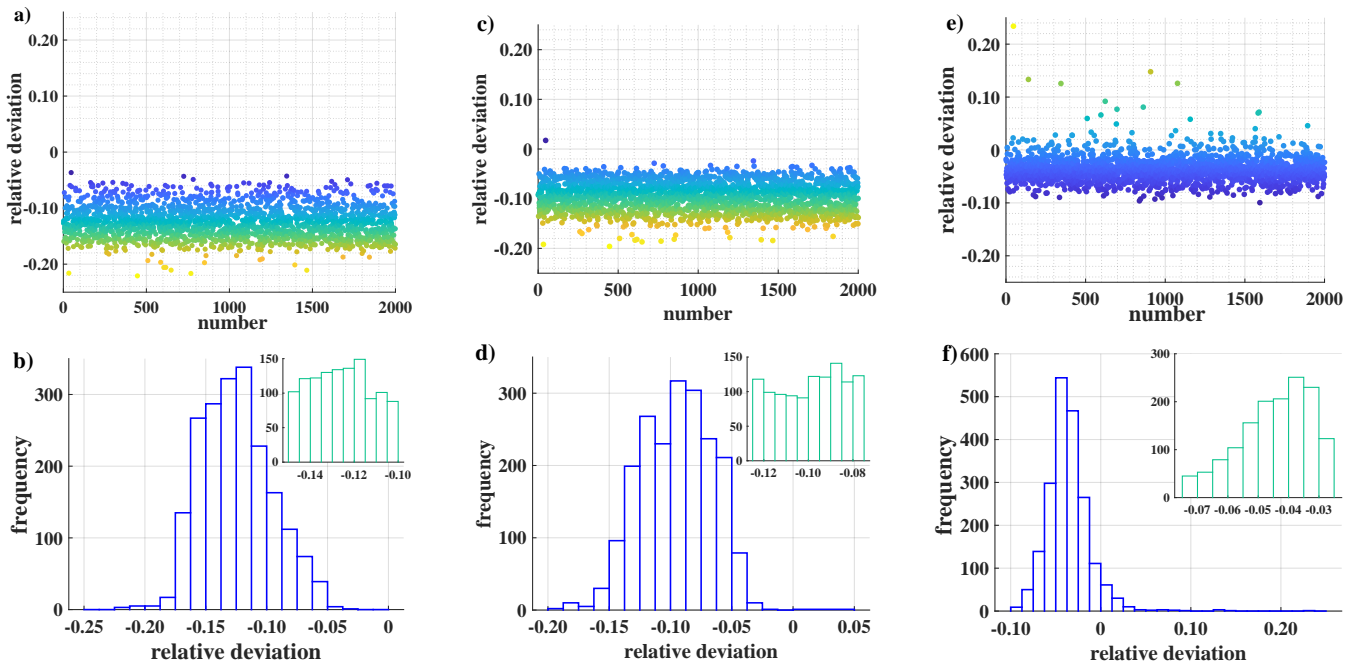 a)
0.20
0.10
0
-0.10
-0.20
relative deviation
0 500 1000 1500 2000
number
c)
0.20
0.10
0
-0.10
-0.20
relative deviation
0 500 1000 1500 2000
number
e)
0.20
0.10
0
-0.10
-0.20
relative deviation
0 500 1000 1500 2000
number
b)
300
200
100
0
frequency
-0.25 -0.20 -0.15 -0.10 -0.05 0
relative deviation
150
100
50
0
-0.14 -0.12 -0.10
d)
300
200
100
0
frequency
-0.20 -0.15 -0.10 -0.05 0 0.05
relative deviation
150
100
50
0
-0.12 -0.10 -0.08
f)
600
500
400
300
200
100
0
frequency
-0.10 0 0.10 0.20
relative deviation
300
200
100
0
-0.07 -0.06 -0.05 -0.04 -0.03